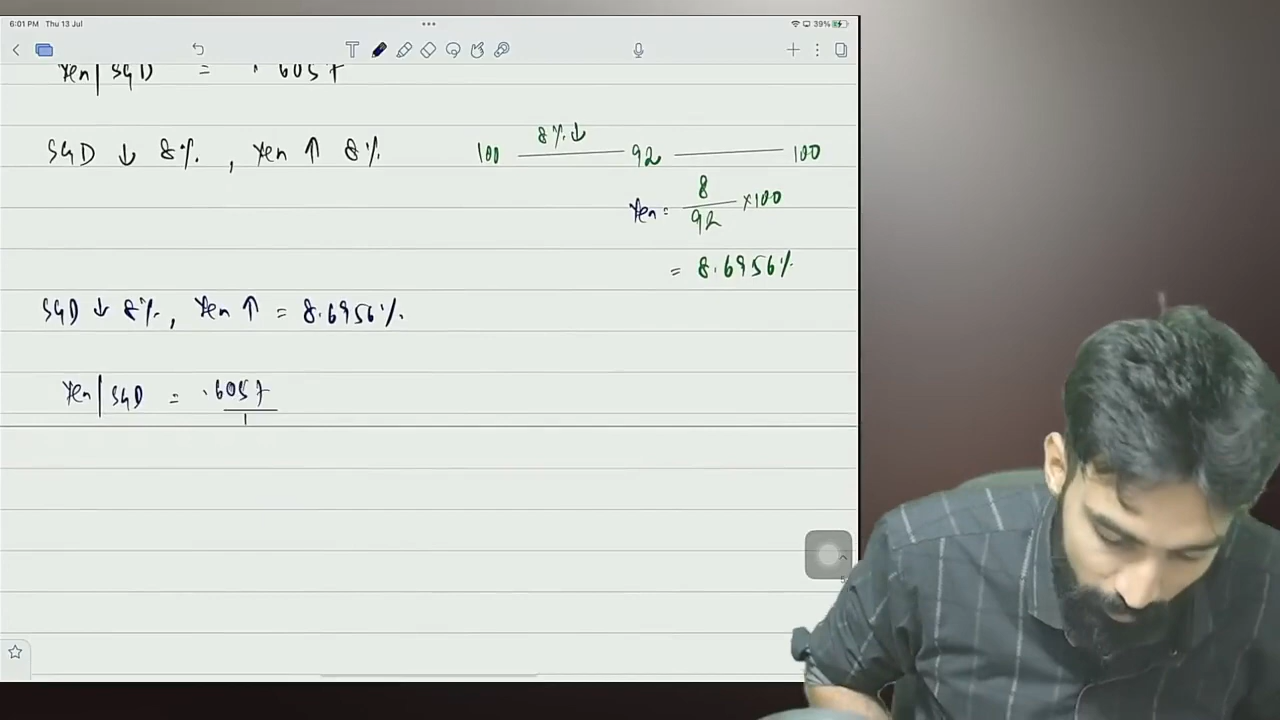 6:01 PM Thu 13 Jul
39%
T
Yen | SGD = .6057
SGD ↓ 8%, Yen ↑ 8%
100 8%↓ 92 100
Yen = 8/92 ×100
= 8.6956%
SGD ↓ 8%, Yen ↑ = 8.6956%.
Yen | SGD = .6057
1